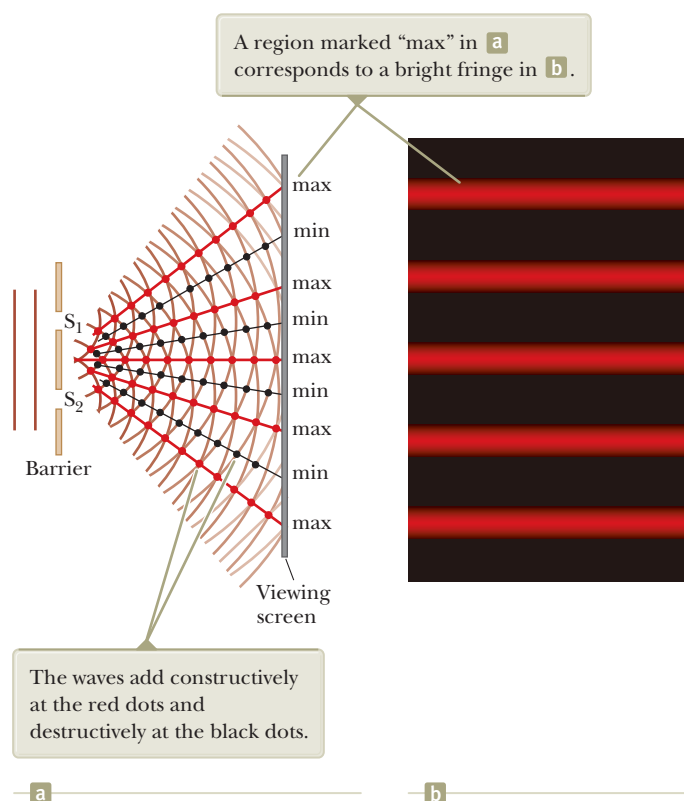 A region marked “max” in a
corresponds to a bright fringe in b.
max
min
max
S1
min
max
min
S2
max
Barrier
min
max
Viewing
screen
The waves add constructively
at the red dots and
destructively at the black dots.
a
b